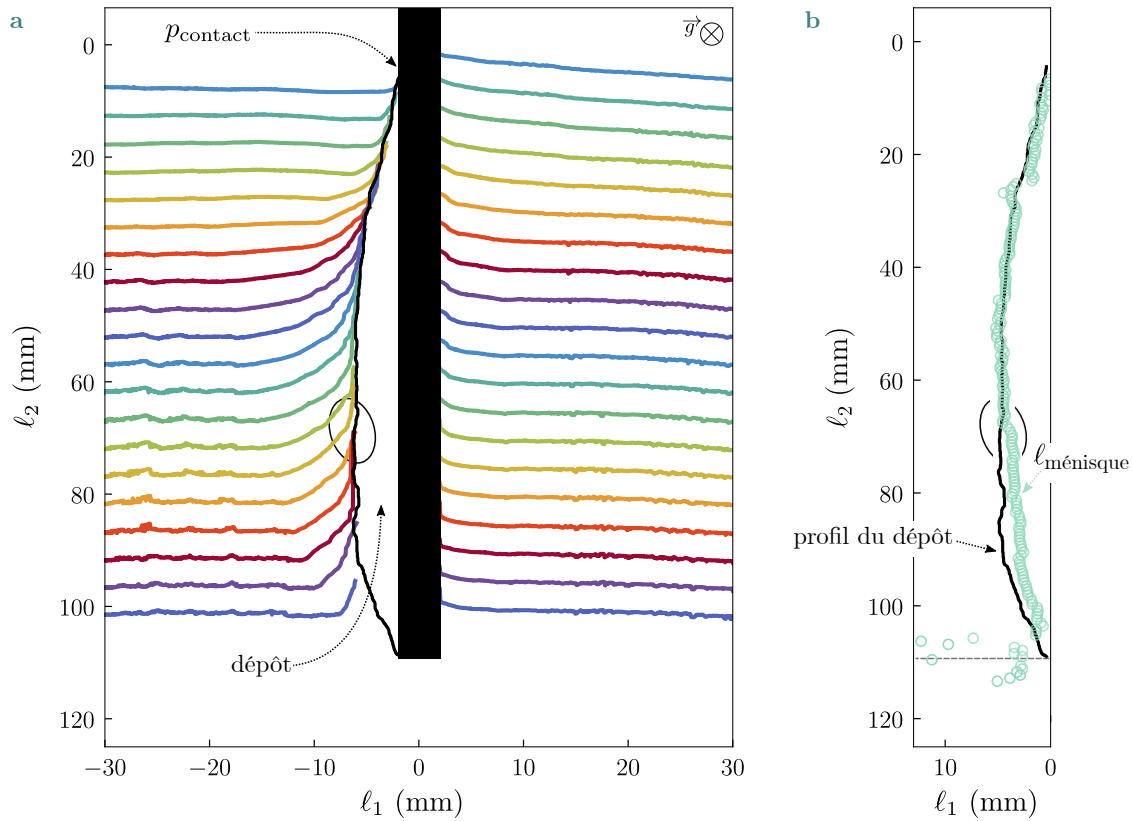 a
p_contact
g⃗ ⊗
0
20
40
60
80
100
120
ℓ₂ (mm)
dépôt
−30
−20
−10
0
10
20
30
ℓ₁ (mm)
b
0
20
40
60
80
100
120
ℓ₂ (mm)
ℓ_ménisque
profil du dépôt
10
0
ℓ₁ (mm)